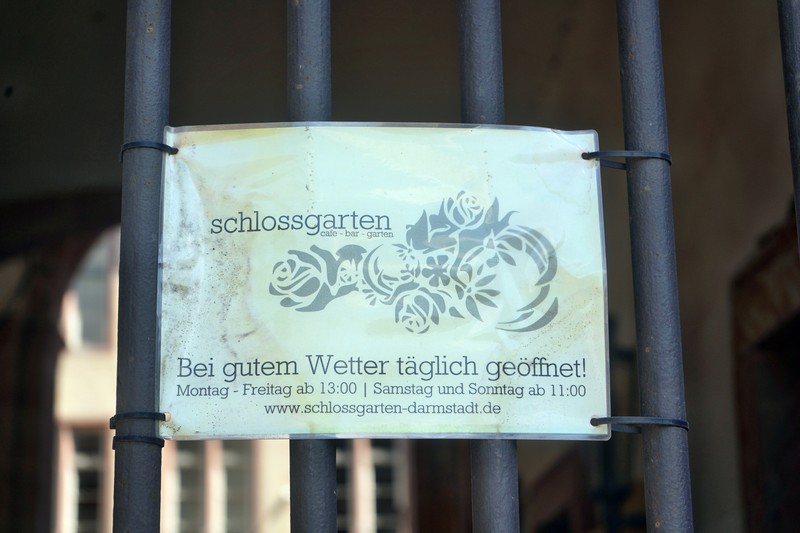 schlossgarten
cafe - bar - garten
Bei gutem Wetter täglich geöffnet!
Montag - Freitag ab 13:00 | Samstag und Sonntag ab 11:00
www.schlossgarten-darmstadt.de